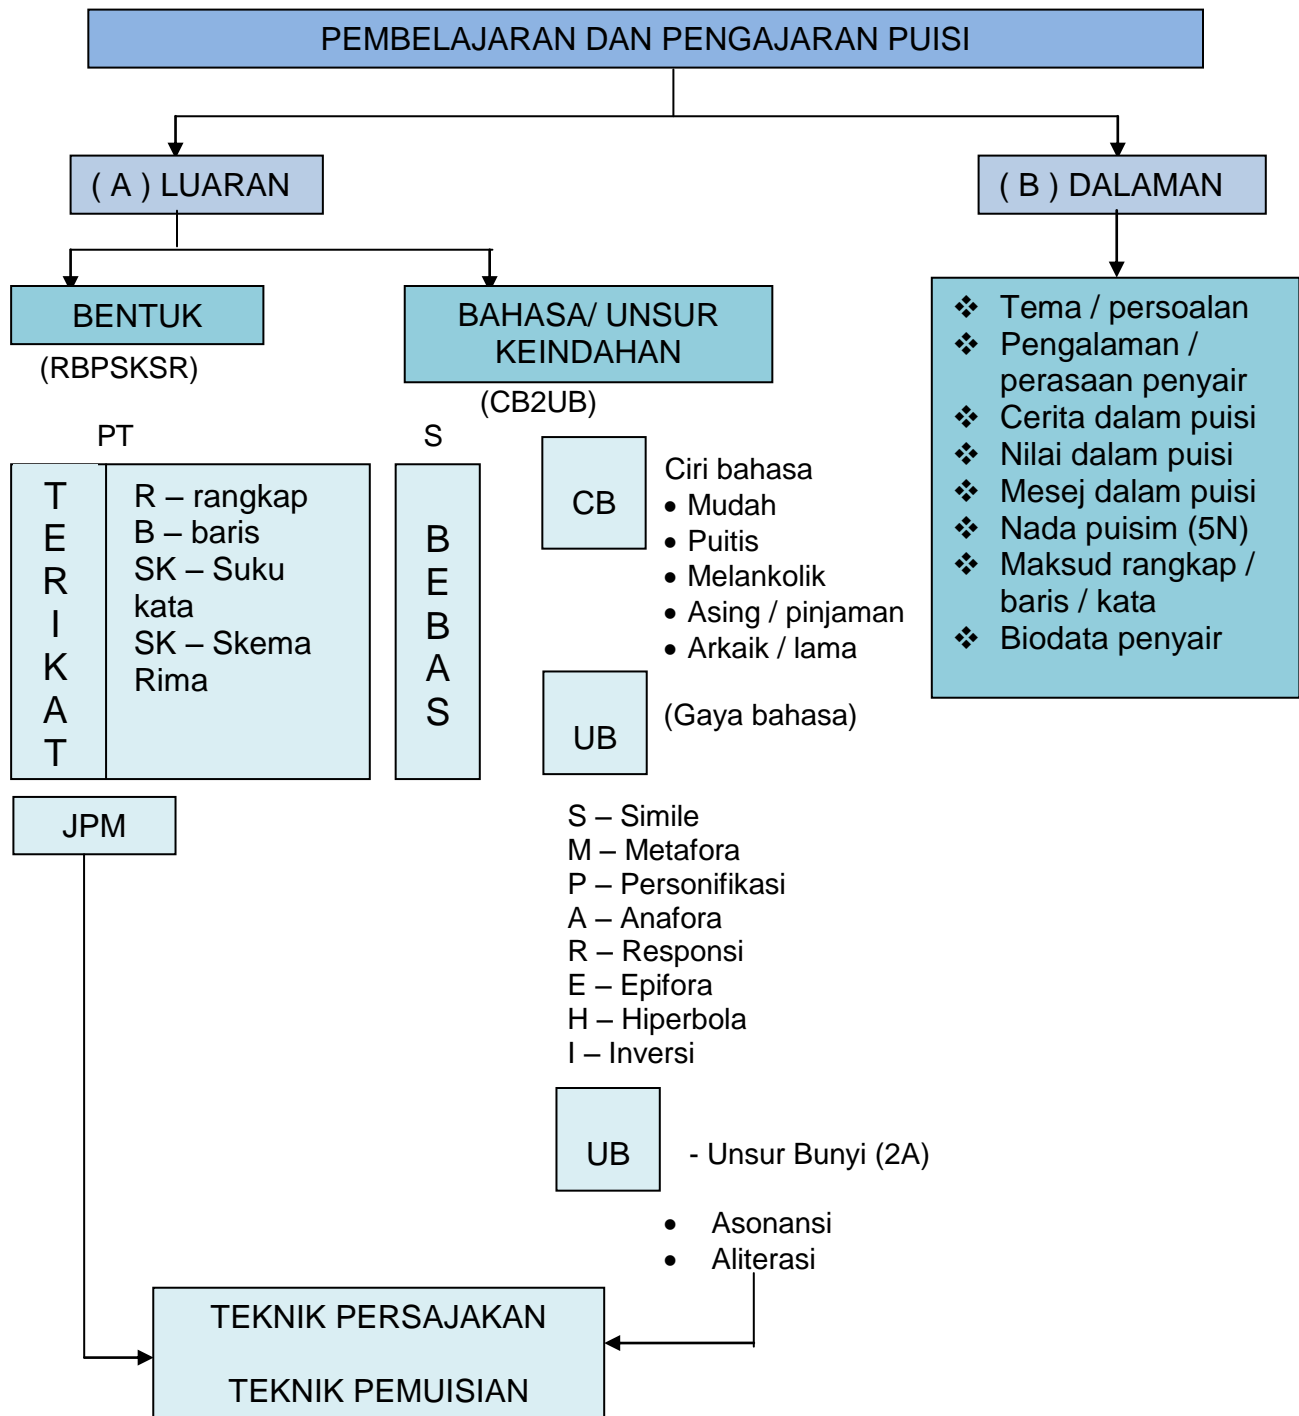 PEMBELAJARAN DAN PENGAJARAN PUISI
( A ) LUARAN
( B ) DALAMAN
BENTUK
(RBPSKSR)
BAHASA/ UNSUR
KEINDAHAN
(CB2UB)
PT
S
T
E
R
I
K
A
T
R – rangkap
B – baris
SK – Suku
kata
SK – Skema
Rima
B
E
B
A
S
CB
Ciri bahasa
• Mudah
• Puitis
• Melankolik
• Asing / pinjaman
• Arkaik / lama
UB
(Gaya bahasa)
S – Simile
M – Metafora
P – Personifikasi
A – Anafora
R – Responsi
E – Epifora
H – Hiperbola
I – Inversi
UB
- Unsur Bunyi (2A)
• Asonansi
• Aliterasi
❖ Tema / persoalan
❖ Pengalaman /
perasaan penyair
❖ Cerita dalam puisi
❖ Nilai dalam puisi
❖ Mesej dalam puisi
❖ Nada puisim (5N)
❖ Maksud rangkap /
baris / kata
❖ Biodata penyair
JPM
TEKNIK PERSAJAKAN
TEKNIK PEMUISIAN